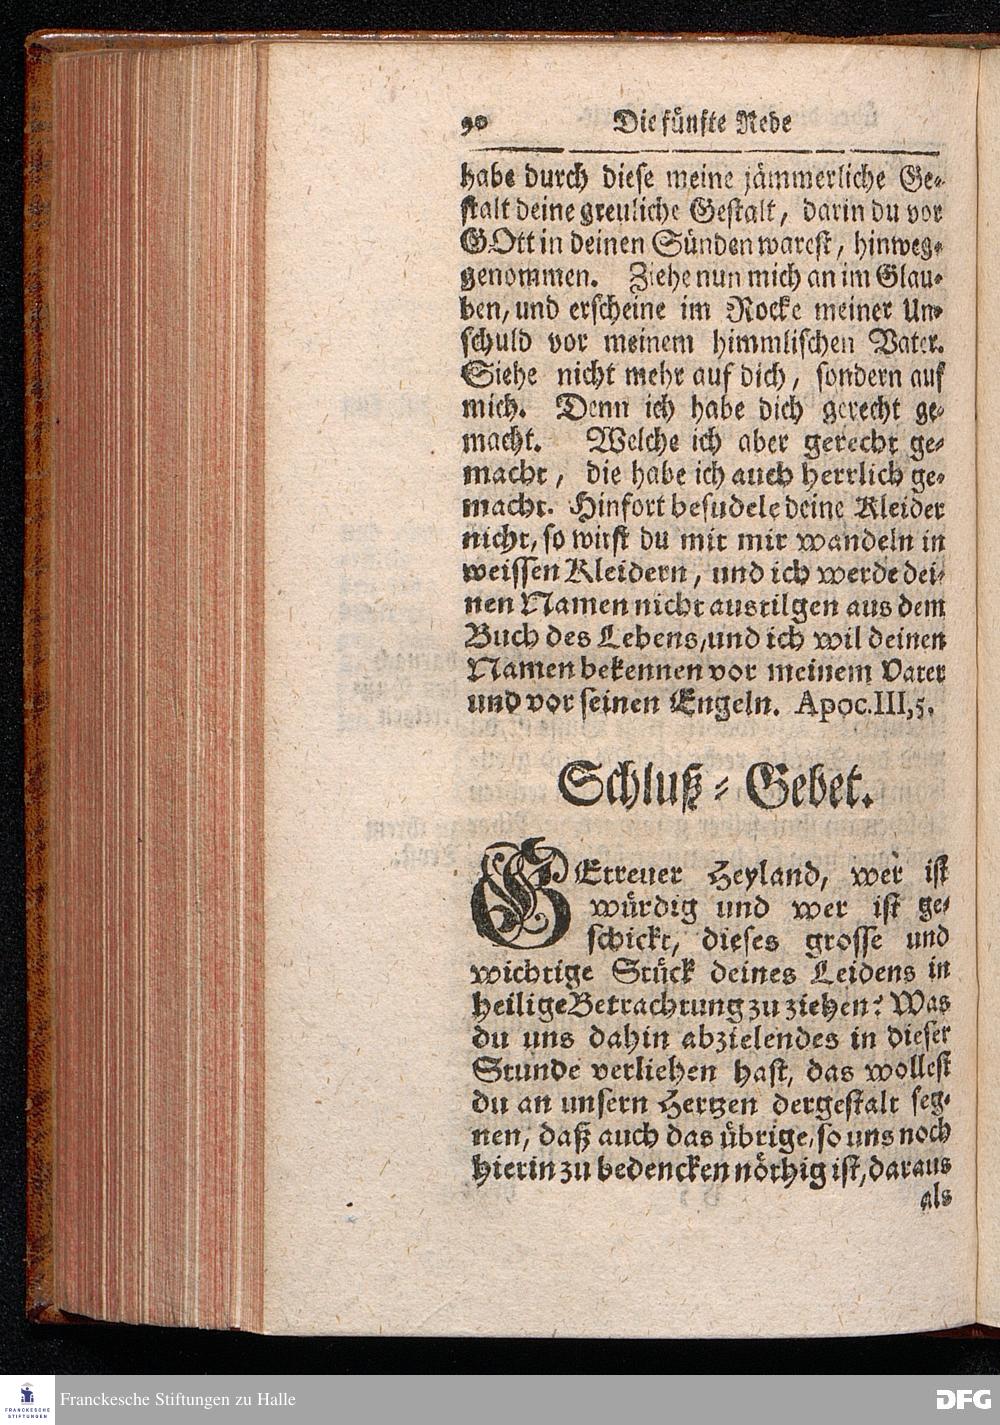 90 Die fünfte Rede
habe durch diese meine jämmerliche Ge-
stalt deine greuliche Gestalt, darin du vor
GOtt in deinen Sünden warest, hinweg-
genommen. Ziehe nun mich an im Glau-
ben, und erscheine im Rocke meiner Un-
schuld vor meinem himmlischen Vater.
Siehe nicht mehr auf dich, sondern auf
mich. Denn ich habe dich gerecht ge-
macht. Welche ich aber gerecht ge-
macht, die habe ich auch herrlich ge-
macht. Hinfort besudele deine Kleider
nicht, so wirst du mit mir wandeln in
weissen Kleidern, und ich werde dei-
nen Namen nicht austilgen aus dem
Buch des Lebens, und ich wil deinen
Namen bekennen vor meinem Vater
und vor seinen Engeln. Apoc. III, 5.
Schluß-Gebet.
GEtreuer Heyland, wer ist
würdig und wer ist ge-
schickt, dieses grosse und
wichtige Stück deines Leidens in
heilige Betrachtung zu ziehen? Was
du uns dahin abzielendes in dieser
Stunde verliehen hast, das wollest
du an unsern Hertzen dergestalt seg-
nen, daß auch das übrige, so uns noch
hierin zu bedencken nöthig ist, daraus
als
FRANCKESCHE
STIFTUNGEN
Franckesche Stiftungen zu Halle
DFG